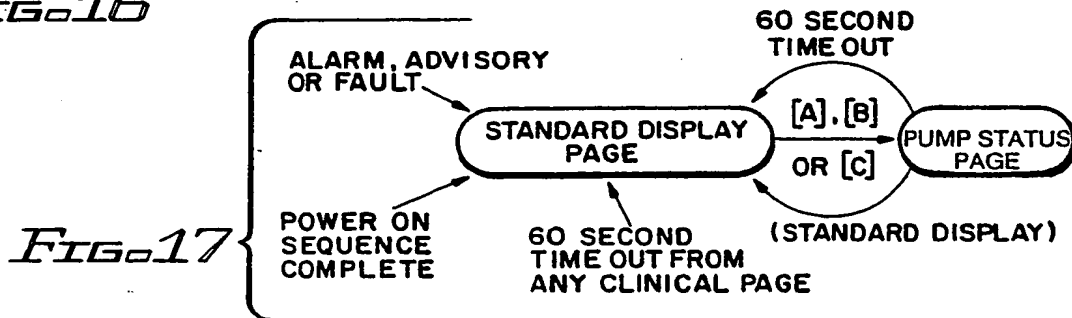 FIG. 16
60 SECOND
TIME OUT
ALARM, ADVISORY
OR FAULT
[A], [B]
STANDARD DISPLAY
PAGE
PUMP STATUS
PAGE
OR [C]
POWER ON
SEQUENCE
COMPLETE
60 SECOND
TIME OUT FROM
ANY CLINICAL PAGE
(STANDARD DISPLAY)
FIG. 17